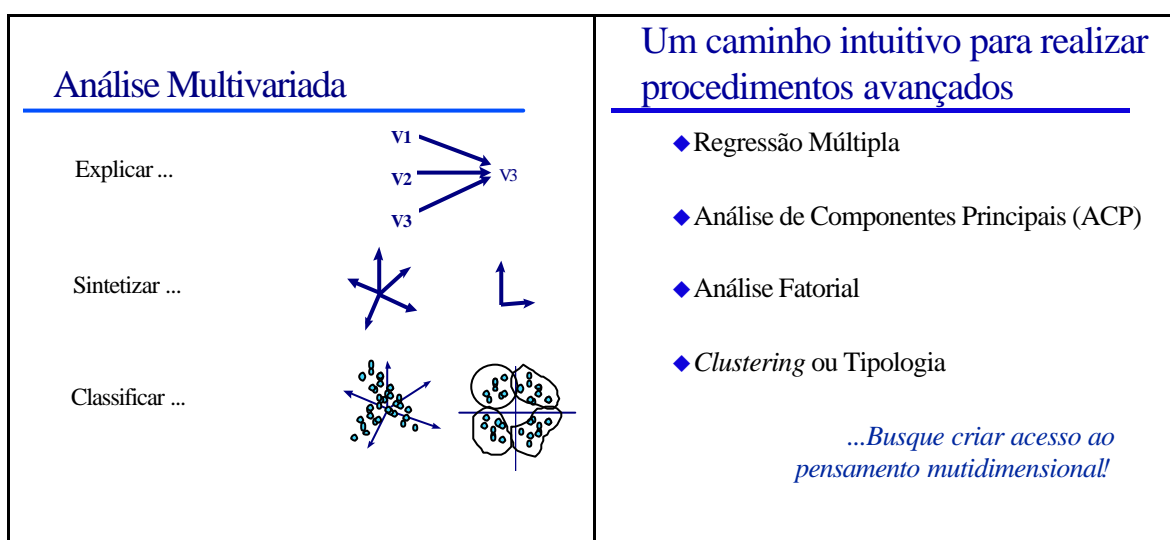 Análise Multivariada
Explicar ...
V1
V2
V3
V3
Sintetizar ...
Classificar ...
Um caminho intuitivo para realizar
procedimentos avançados
Regressão Múltipla
Análise de Componentes Principais (ACP)
Análise Fatorial
Clustering ou Tipologia
...Busque criar acesso ao
pensamento mutidimensional!